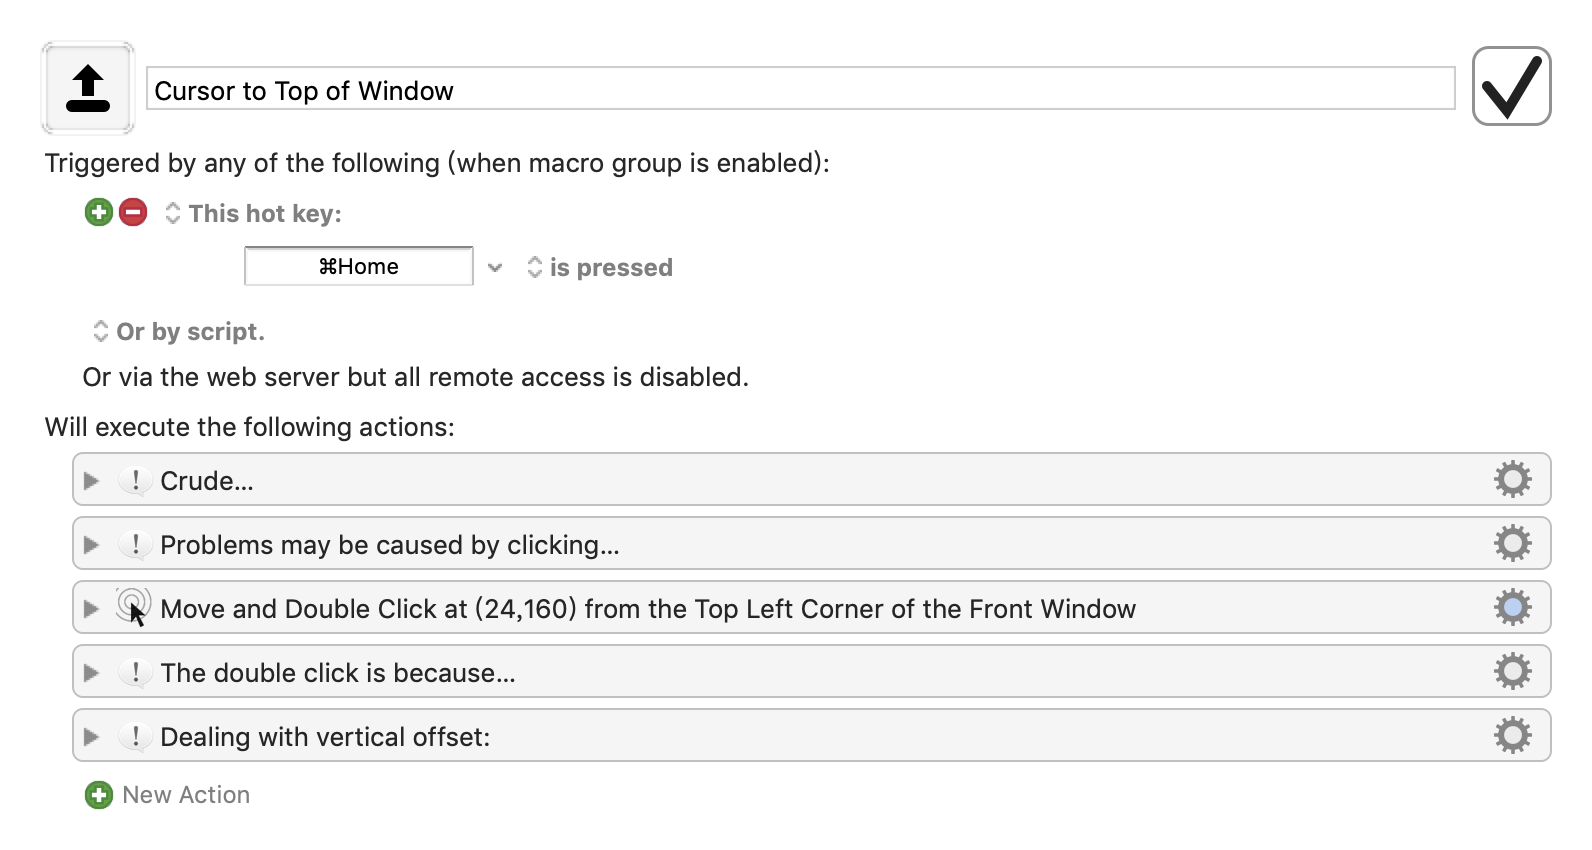 Cursor to Top of Window
Triggered by any of the following (when macro group is enabled):
This hot key:
⌘Home
is pressed
Or by script.
Or via the web server but all remote access is disabled.
Will execute the following actions:
Crude...
Problems may be caused by clicking...
Move and Double Click at (24,160) from the Top Left Corner of the Front Window
The double click is because...
Dealing with vertical offset:
New Action